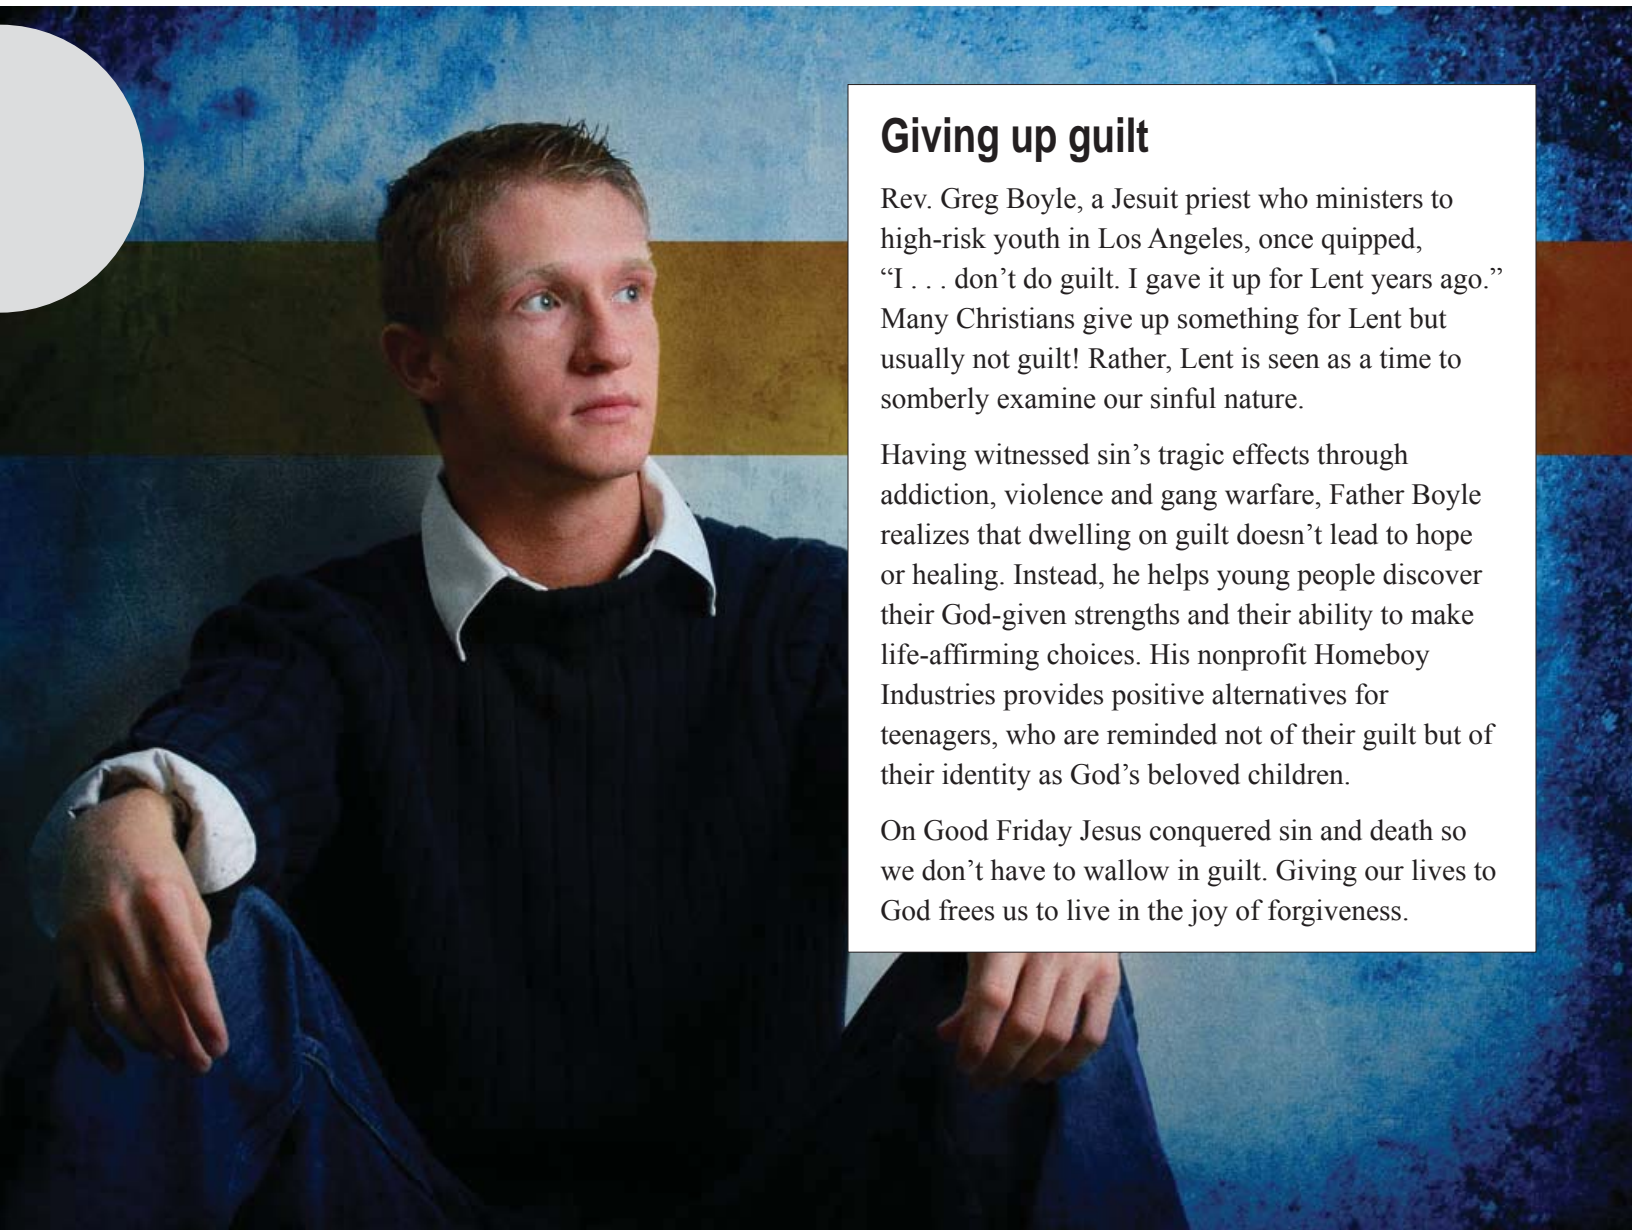 Giving up guilt
Rev. Greg Boyle, a Jesuit priest who ministers to
high-risk youth in Los Angeles, once quipped,
“I . . . don’t do guilt. I gave it up for Lent years ago.”
Many Christians give up something for Lent but
usually not guilt! Rather, Lent is seen as a time to
somberly examine our sinful nature.
Having witnessed sin’s tragic effects through
addiction, violence and gang warfare, Father Boyle
realizes that dwelling on guilt doesn’t lead to hope
or healing. Instead, he helps young people discover
their God-given strengths and their ability to make
life-affirming choices. His nonprofit Homeboy
Industries provides positive alternatives for
teenagers, who are reminded not of their guilt but of
their identity as God’s beloved children.
On Good Friday Jesus conquered sin and death so
we don’t have to wallow in guilt. Giving our lives to
God frees us to live in the joy of forgiveness.